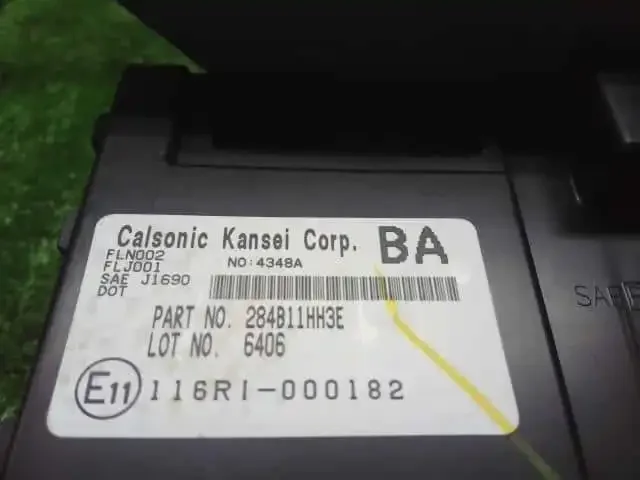 Calsonic Kansei Corp. BA
FLN002
FLJ001 NO:4348A
SAE J1690
DOT
PART NO. 284B11HH3E
LOT NO. 6406
E11 116RI-000182